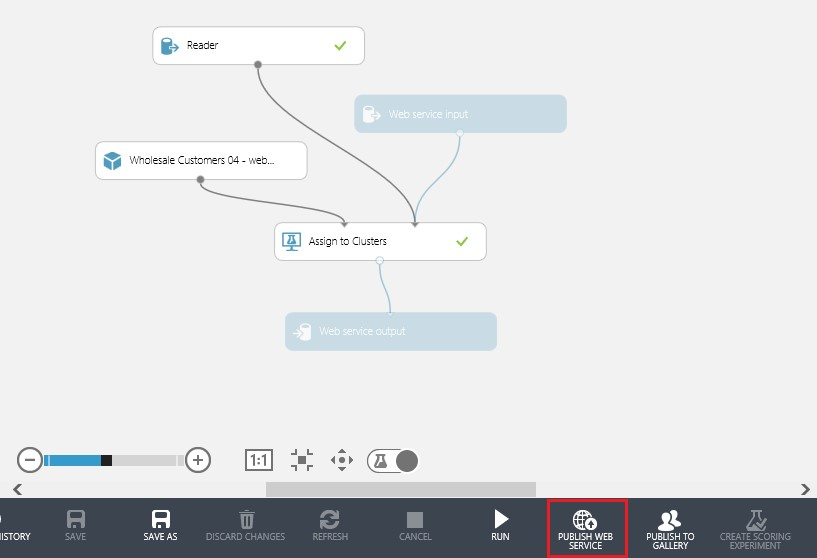 Reader
Web service input
Wholesale Customers 04 - web...
Assign to Clusters
Web service output
1:1
ISTORY
SAVE
SAVE AS
DISCARD CHANGES
REFRESH
CANCEL
RUN
PUBLISH WEB
SERVICE
PUBLISH TO
GALLERY
CREATE SCORING
EXPERIMENT